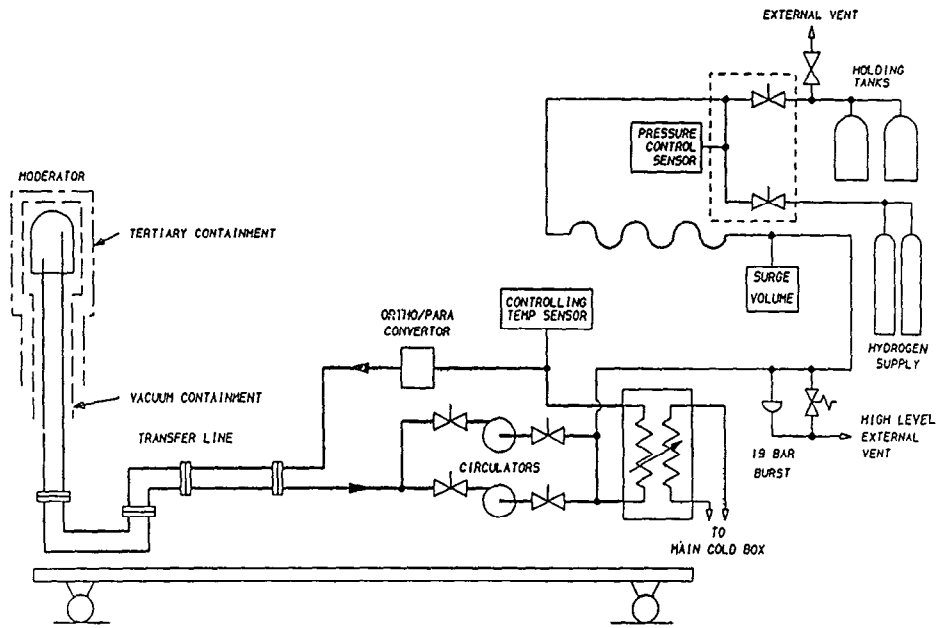 EXTERNAL VENT
HOLDING
TANKS
PRESSURE
CONTROL
SENSOR
MODERATOR
TERTIARY CONTAINMENT
SURGE
VOLUME
CONTROLLING
TEMP SENSOR
ORTHO/PARA
CONVERTOR
HYDROGEN
SUPPLY
VACUUM CONTAINMENT
TRANSFER LINE
CIRCULATORS
19 BAR
BURST
HIGH LEVEL
EXTERNAL
VENT
TO
MAIN COLD BOX